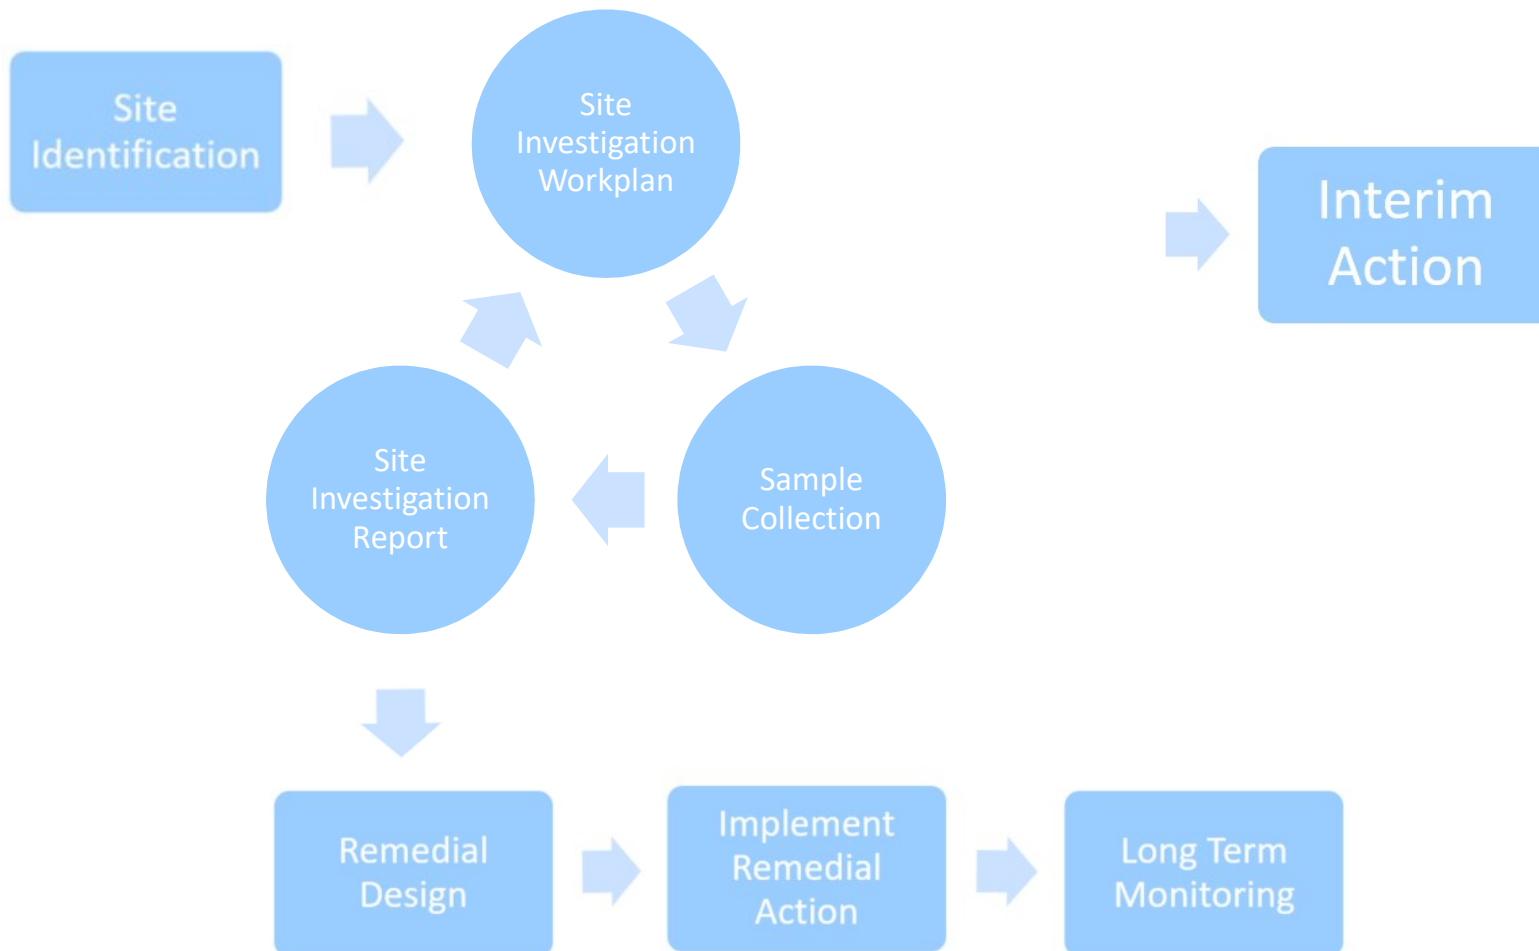 Site
Identification
Site
Investigation
Workplan
Interim
Action
Sample
Collection
Site
Investigation
Report
Remedial
Design
Implement
Remedial
Action
Long Term
Monitoring